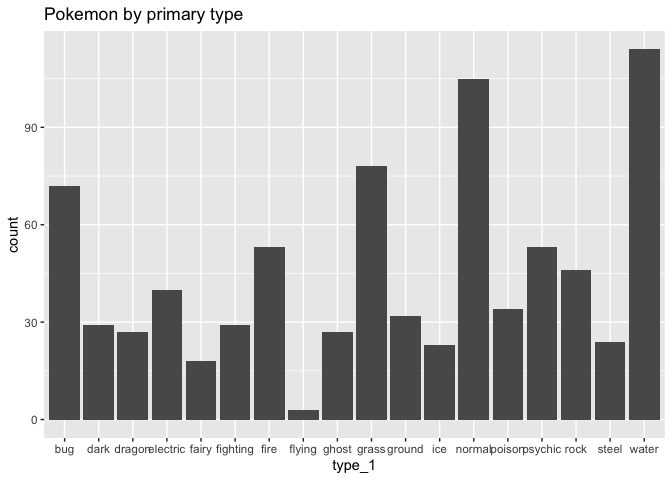 Pokemon by primary type
count
90
60
30
0
bug dark dragon electric fairy fighting fire flying ghost grass ground ice normal poison psychic rock steel water
type_1